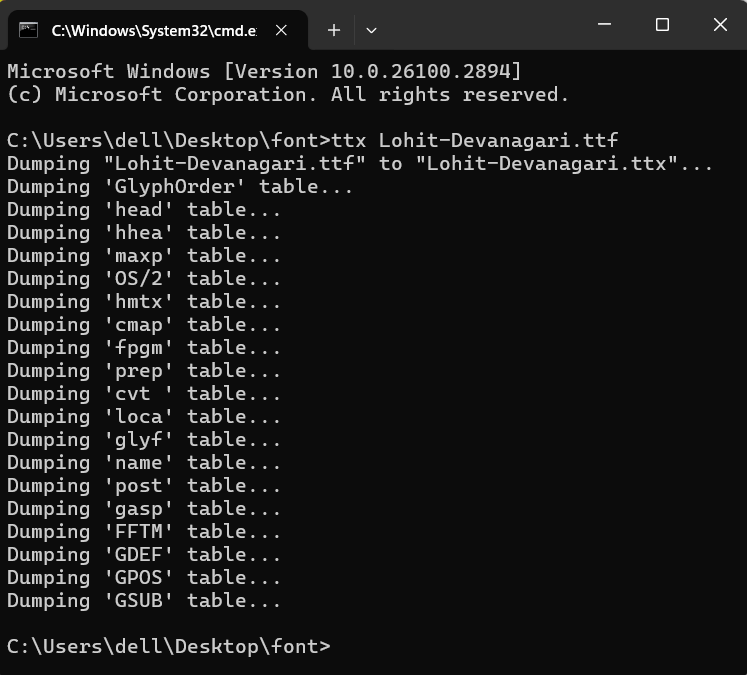 C:\Windows\System32\cmd.e
Microsoft Windows [Version 10.0.26100.2894]
(c) Microsoft Corporation. All rights reserved.
C:\Users\dell\Desktop\font>ttx Lohit-Devanagari.ttf
Dumping "Lohit-Devanagari.ttf" to "Lohit-Devanagari.ttx"...
Dumping 'GlyphOrder' table...
Dumping 'head' table...
Dumping 'hhea' table...
Dumping 'maxp' table...
Dumping 'OS/2' table...
Dumping 'hmtx' table...
Dumping 'cmap' table...
Dumping 'fpgm' table...
Dumping 'prep' table...
Dumping 'cvt ' table...
Dumping 'loca' table...
Dumping 'glyf' table...
Dumping 'name' table...
Dumping 'post' table...
Dumping 'gasp' table...
Dumping 'FFTM' table...
Dumping 'GDEF' table...
Dumping 'GPOS' table...
Dumping 'GSUB' table...
C:\Users\dell\Desktop\font>